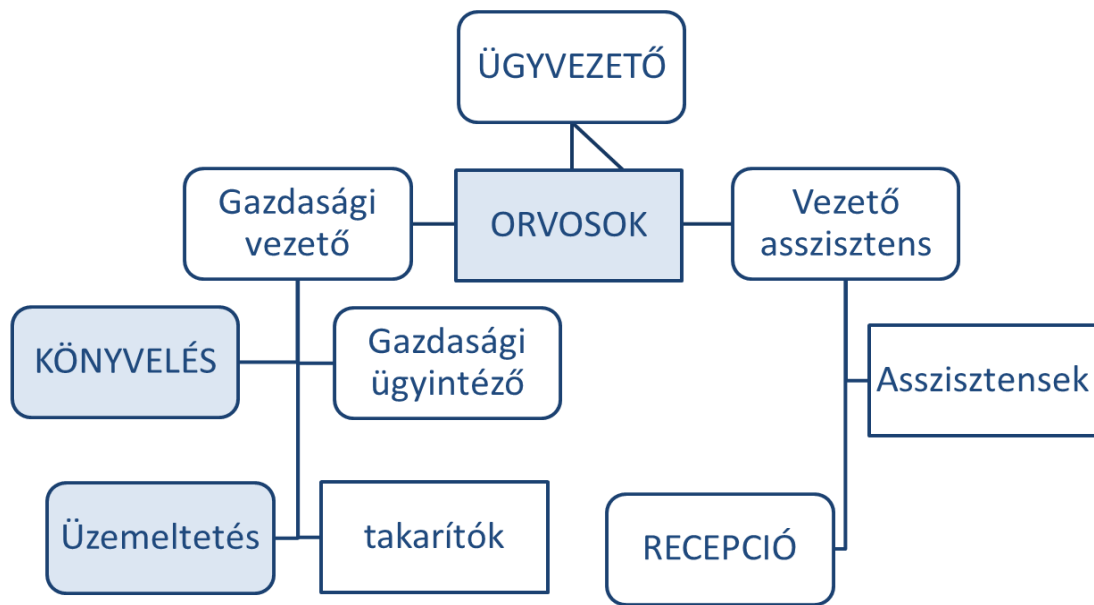 ÜGYVEZETŐ
Gazdasági
vezető
ORVOSOK
Vezető
asszisztens
KÖNYVELÉS
Gazdasági
ügyintéző
Asszisztensek
Üzemeltetés
takarítók
RECEPCIÓ